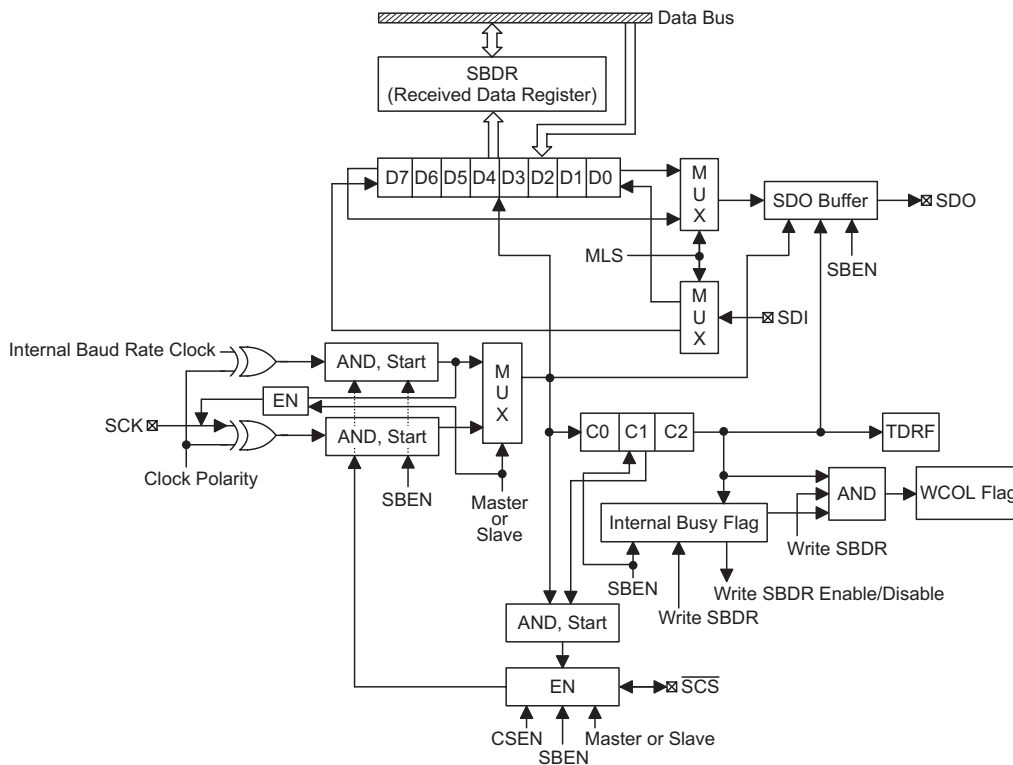 Data Bus
SBDR
(Received Data Register)
D7 D6 D5 D4 D3 D2 D1 D0
M
U
X
SDO Buffer
SDO
MLS
SBEN
M
U
X
SDI
Internal Baud Rate Clock
AND, Start
M
U
X
EN
SCK
AND, Start
C0 C1 C2
TDRF
Clock Polarity
SBEN
Master
or
Slave
AND
WCOL Flag
Internal Busy Flag
Write SBDR
SBEN
Write SBDR Enable/Disable
Write SBDR
AND, Start
EN
SCS
CSEN
SBEN
Master or Slave